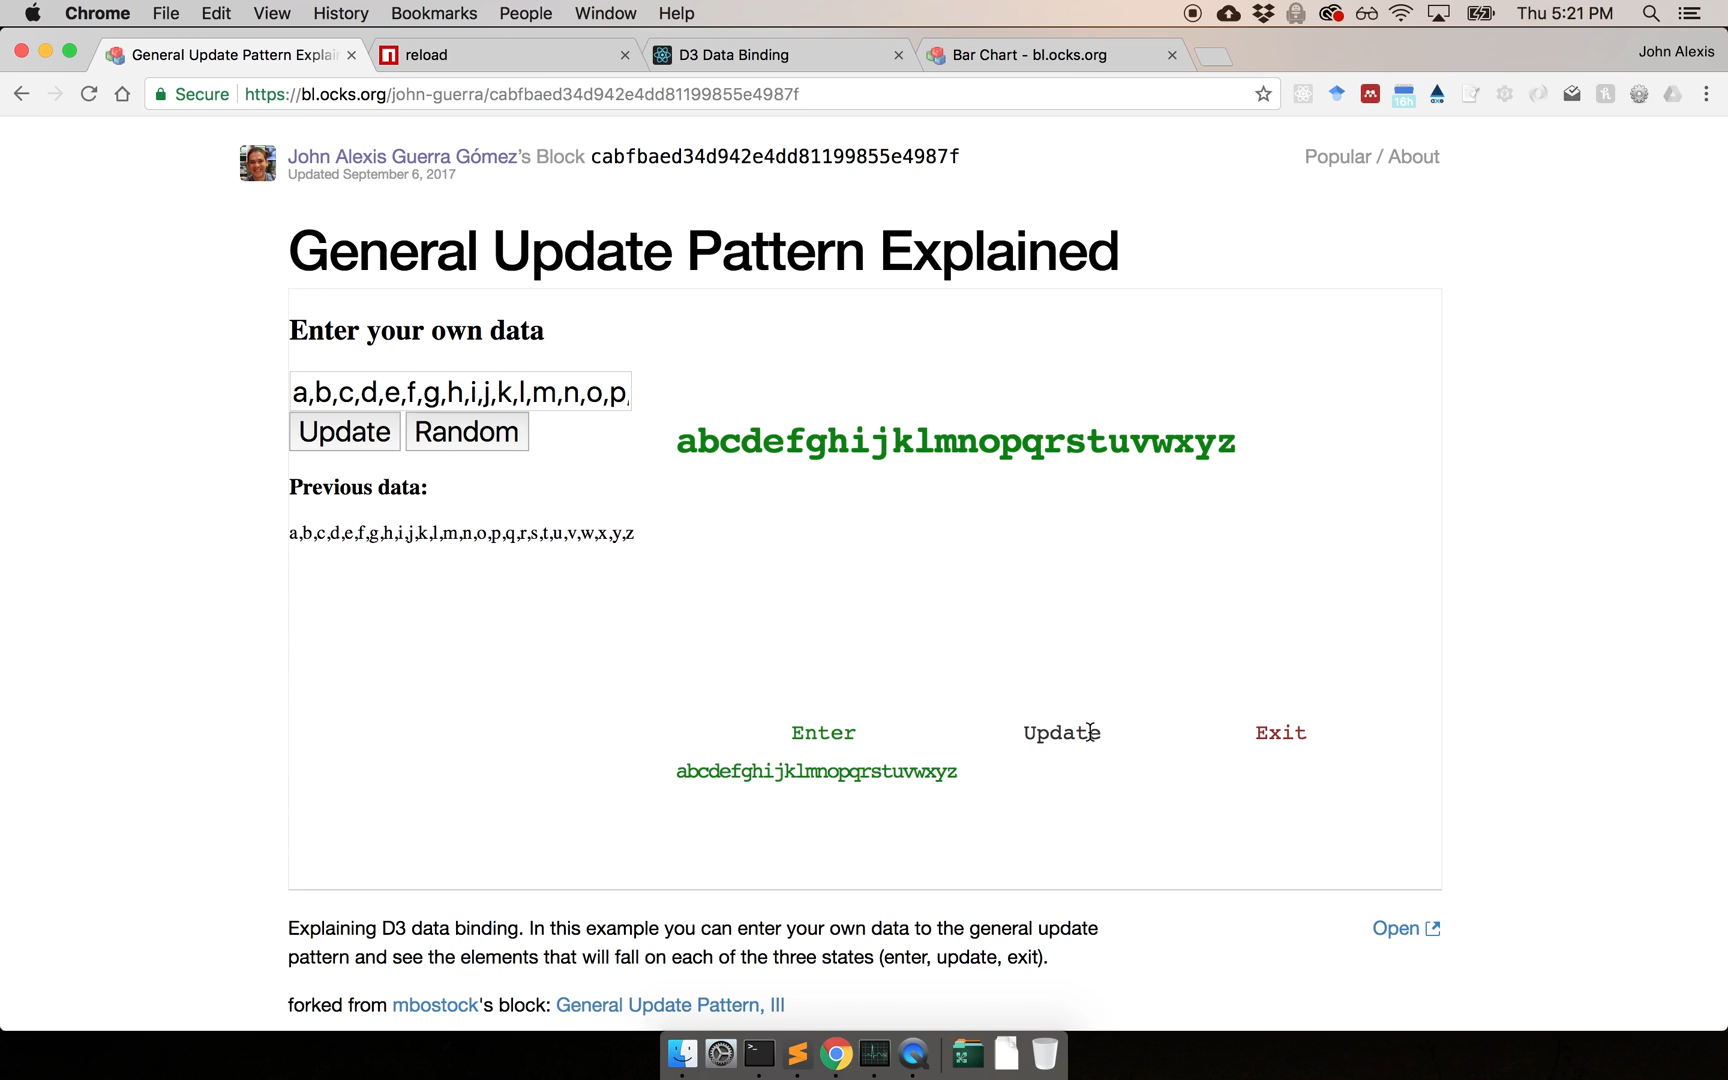 Chrome File Edit View History Bookmarks People Window Help Thu 5:21 PM
General Update Pattern Explai
reload
D3 Data Binding
Bar Chart - bl.ocks.org
John Alexis
Secure https://bl.ocks.org/john-guerra/cabfbaed34d942e4dd81199855e4987f
16h
John Alexis Guerra Gómez's Block cabfbaed34d942e4dd81199855e4987f
Popular / About
Updated September 6, 2017
General Update Pattern Explained
Enter your own data
a,b,c,d,e,f,g,h,i,j,k,l,m,n,o,p,
Update Random
abcdefghijklmnopqrstuvwxyz
Previous data:
a,b,c,d,e,f,g,h,i,j,k,l,m,n,o,p,q,r,s,t,u,v,w,x,y,z
Enter Update Exit
abcdefghijklmnopqrstuvwxyz
Explaining D3 data binding. In this example you can enter your own data to the general update
pattern and see the elements that will fall on each of the three states (enter, update, exit).
Open
forked from mbostock's block: General Update Pattern, III